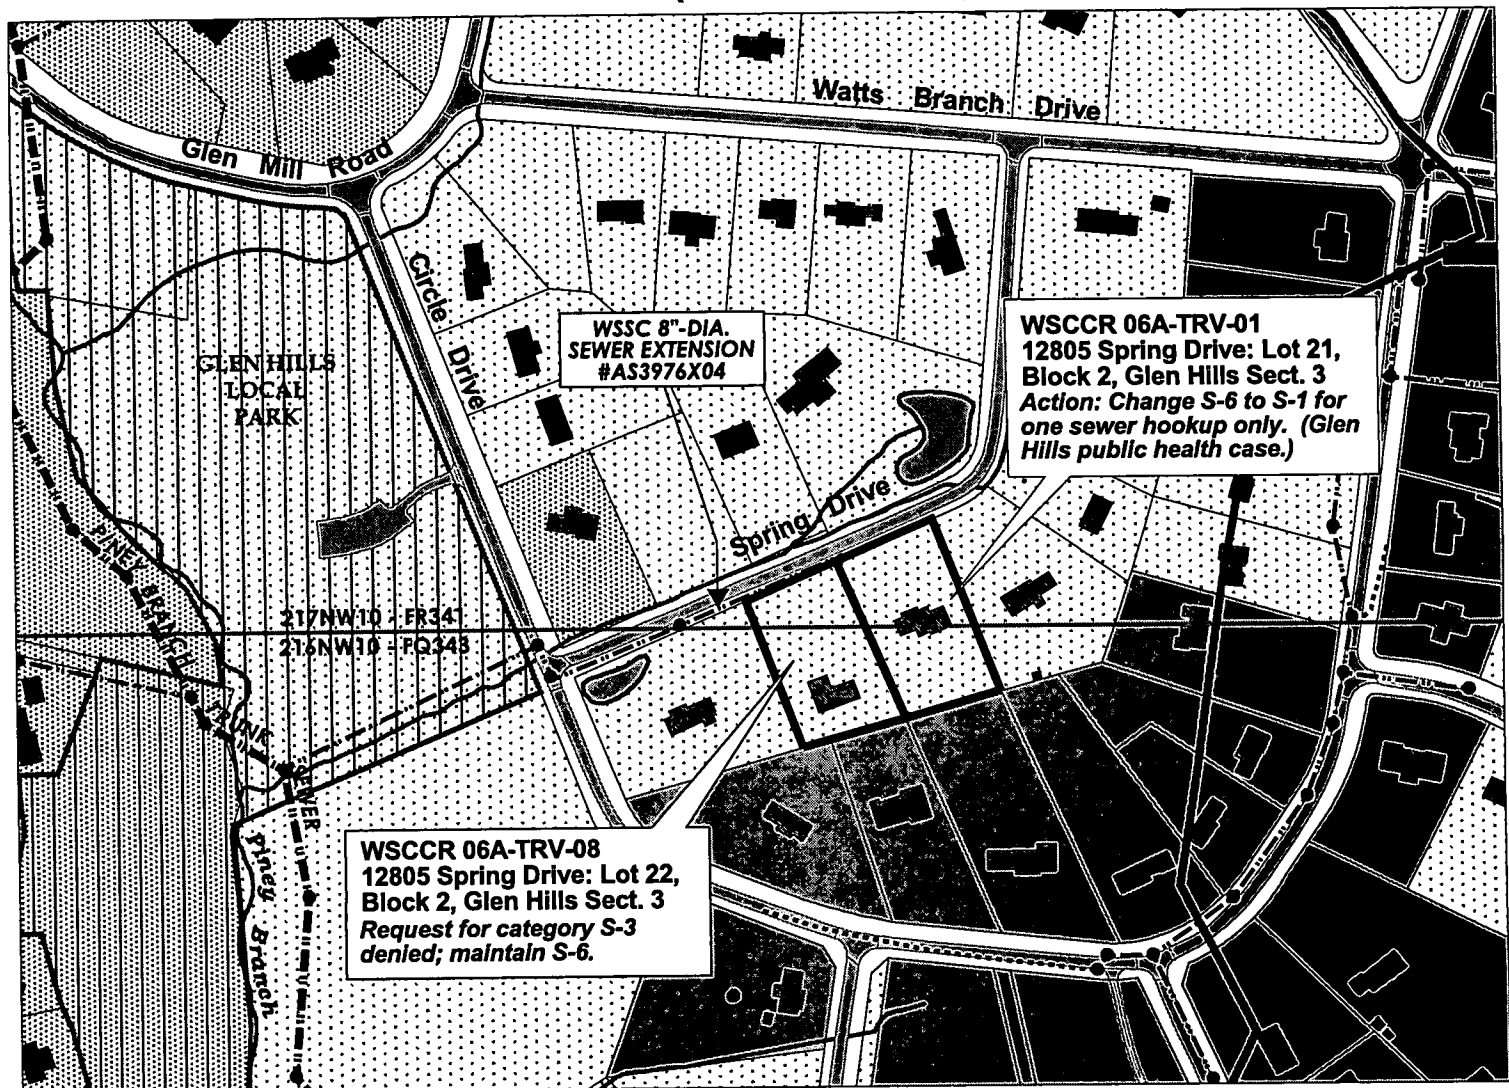 Watts Branch Drive
Glen Mill Road
Circle Drive
WSSC 8"-DIA.
SEWER EXTENSION
#AS3976X04
WSCCR 06A-TRV-01
12805 Spring Drive: Lot 21,
Block 2, Glen Hills Sect. 3
Action: Change S-6 to S-1 for
one sewer hookup only. (Glen
Hills public health case.)
GLEN HILLS
LOCAL
PARK
Spring Drive
PINEY BRANCH TRUNK SEWER
217NW10 - FR341
216NW10 - FQ343
WSCCR 06A-TRV-08
12805 Spring Drive: Lot 22,
Block 2, Glen Hills Sect. 3
Request for category S-3
denied; maintain S-6.
Piney Branch